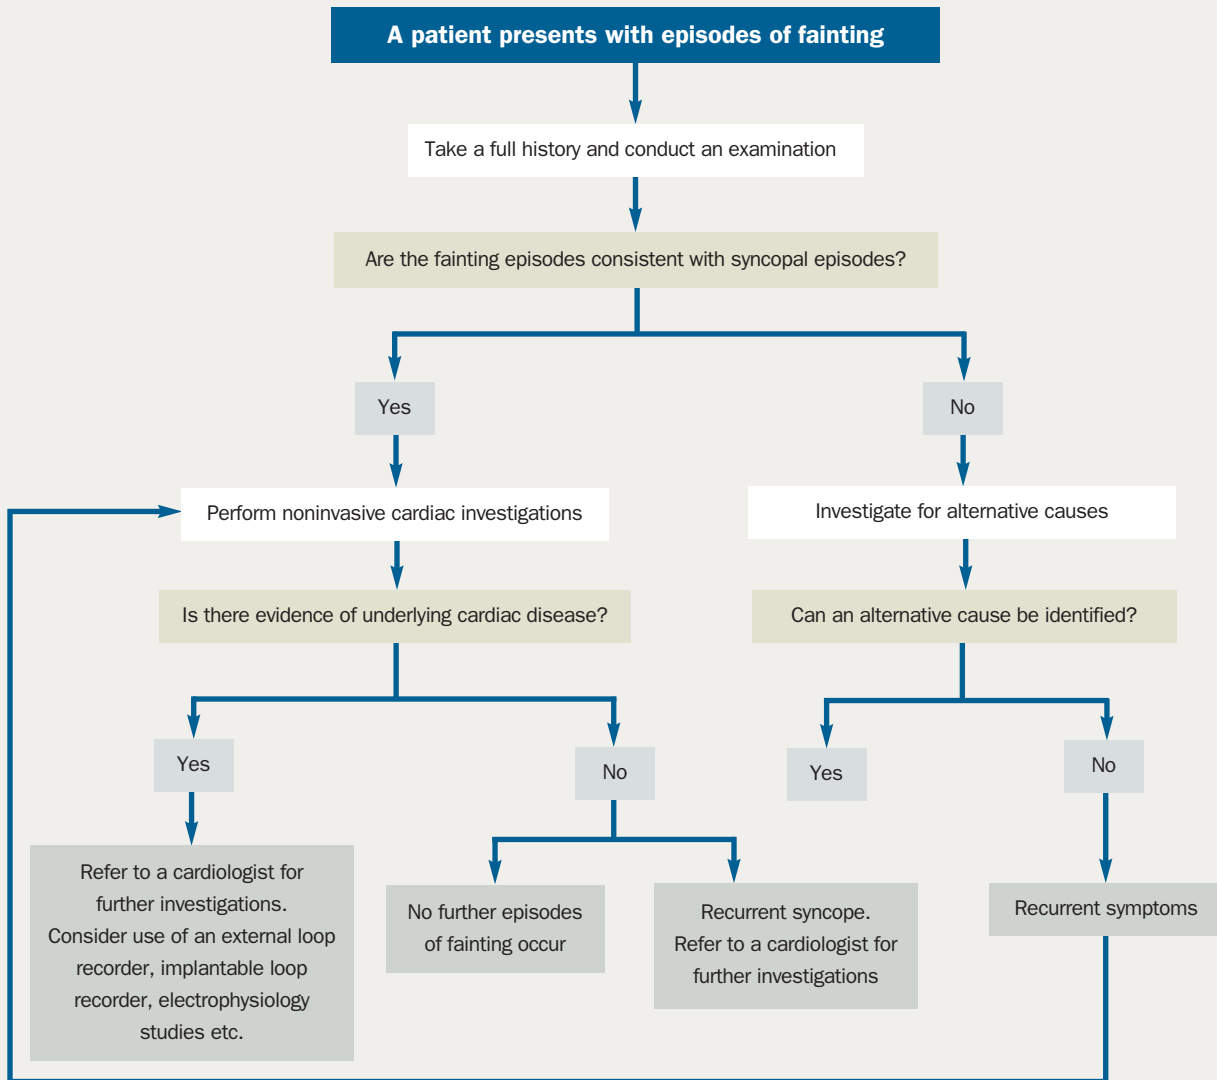 A patient presents with episodes of fainting
Take a full history and conduct an examination
Are the fainting episodes consistent with syncopal episodes?
Yes
No
Perform noninvasive cardiac investigations
Investigate for alternative causes
Is there evidence of underlying cardiac disease?
Can an alternative cause be identified?
Yes
No
Yes
No
Refer to a cardiologist for
further investigations.
Consider use of an external loop
recorder, implantable loop
recorder, electrophysiology
studies etc.
No further episodes
of fainting occur
Recurrent syncope.
Refer to a cardiologist for
further investigations
Recurrent symptoms